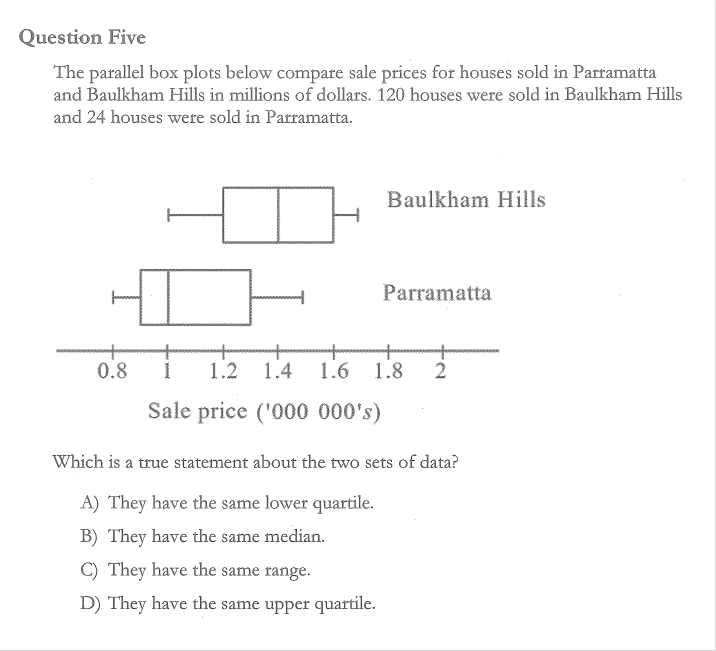 Question Five
The parallel box plots below compare sale prices for houses sold in Parramatta
and Baulkham Hills in millions of dollars. 120 houses were sold in Baulkham Hills
and 24 houses were sold in Parramatta.
Baulkham Hills
Parramatta
0.8 1 1.2 1.4 1.6 1.8 2
Sale price ('000 000's)
Which is a true statement about the two sets of data?
A) They have the same lower quartile.
B) They have the same median.
C) They have the same range.
D) They have the same upper quartile.